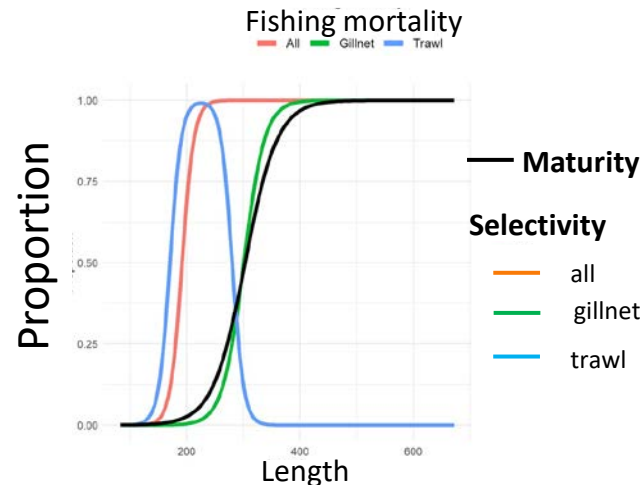 Fishing mortality
All Gillnet Trawl
1.00
0.75
0.50
0.25
0.00
Proportion
200 400 600
Length
Maturity
Selectivity
all
gillnet
trawl